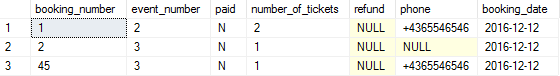 booking_number event_number paid number_of_tickets refund phone booking_date
1 1 2 N 2 NULL +4365546546 2016-12-12
2 2 3 N 1 NULL NULL 2016-12-12
3 45 3 N 1 NULL +4365546546 2016-12-12